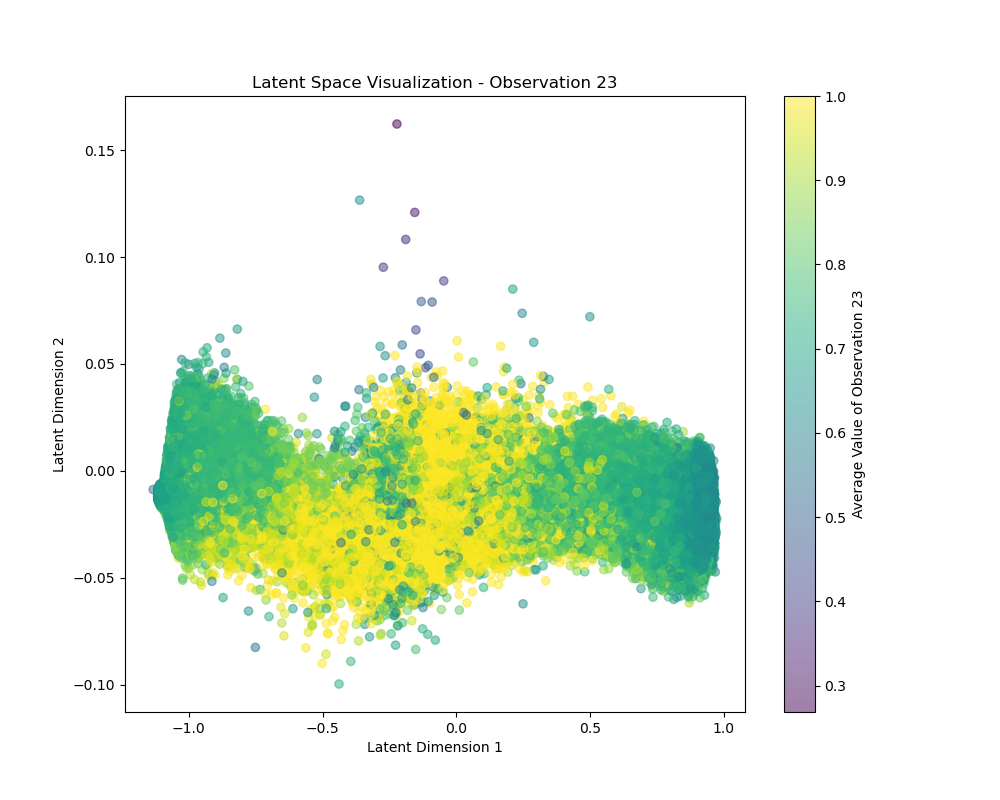 Latent Space Visualization - Observation 23
Latent Dimension 2
0.15
0.10
0.05
0.00
−0.05
−0.10
−1.0 −0.5 0.0 0.5 1.0
Latent Dimension 1
1.0
0.9
0.8
0.7
0.6
0.5
0.4
0.3
Average Value of Observation 23